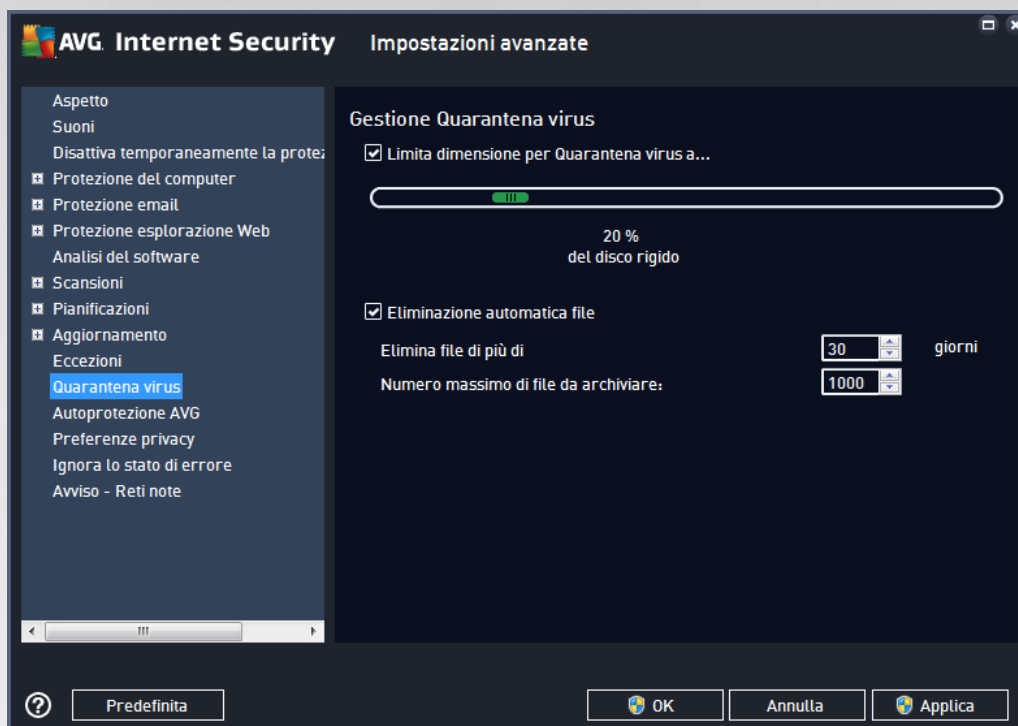 AVG. Internet Security Impostazioni avanzate
Aspetto
Suoni
Disattiva temporaneamente la protez
Protezione del computer
Protezione email
Protezione esplorazione Web
Analisi del software
Scansioni
Pianificazioni
Aggiornamento
Eccezioni
Quarantena virus
Autoprotezione AVG
Preferenze privacy
Ignora lo stato di errore
Avviso - Reti note
Gestione Quarantena virus
Limita dimensione per Quarantena virus a...
20 %
del disco rigido
Eliminazione automatica file
Elimina file di più di 30 giorni
Numero massimo di file da archiviare: 1000
? Predefinita OK Annulla Applica